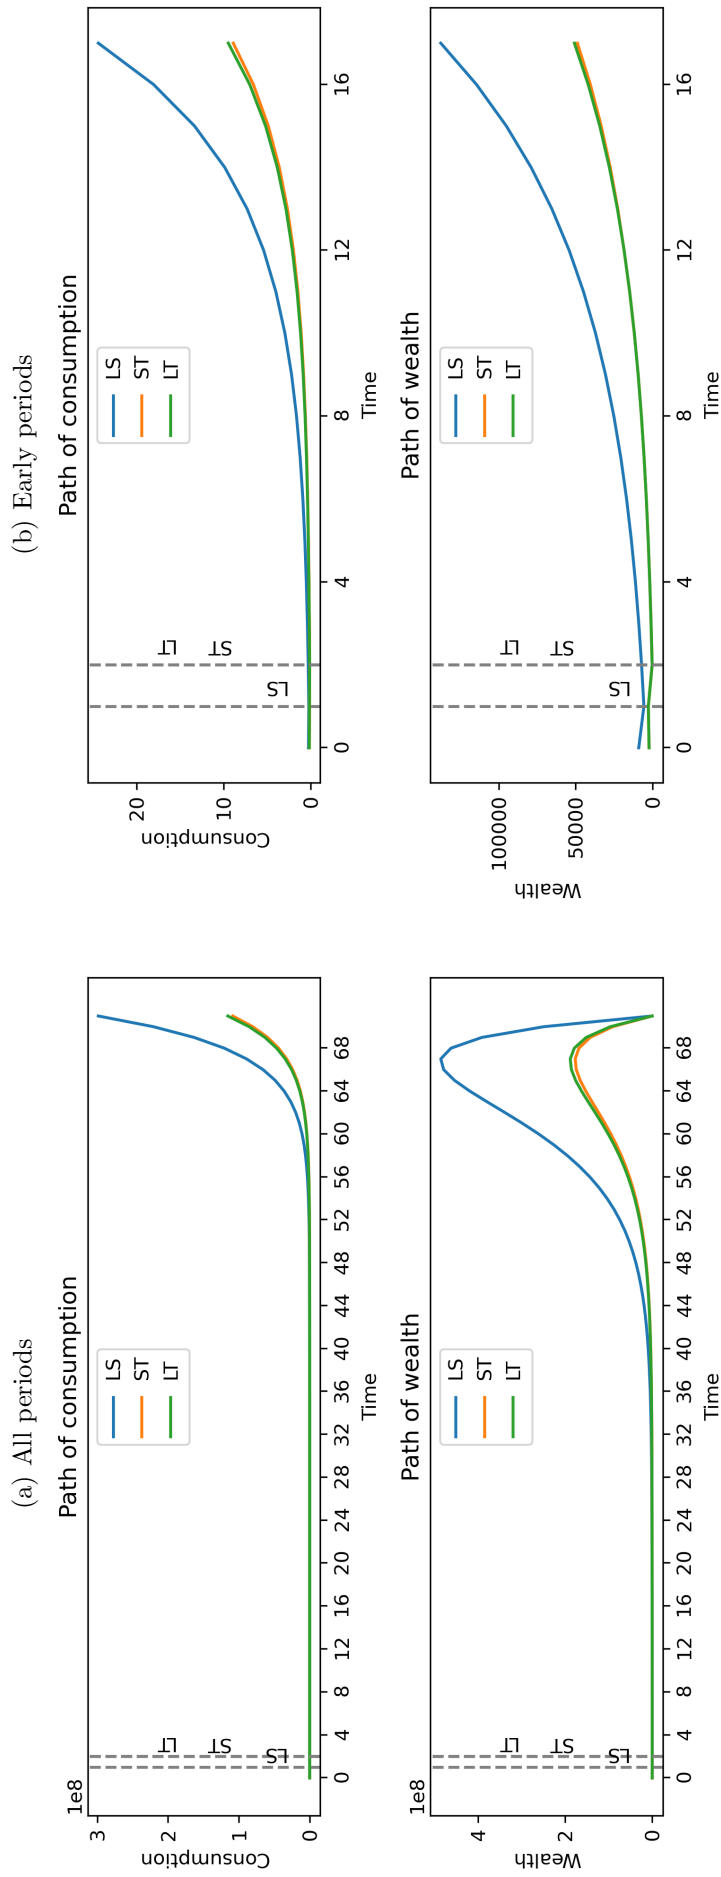 (a) All periods
Path of consumption
1e8
3
2
1
0
Consumption
LS
ST
LT
LT
ST
LS
0 4 8 12 16 20 24 28 32 36 40 44 48 52 56 60 64 68
Time
Path of wealth
1e8
4
2
0
Wealth
LS
ST
LT
LT
ST
LS
0 4 8 12 16 20 24 28 32 36 40 44 48 52 56 60 64 68
Time
(b) Early periods
Path of consumption
20
10
0
Consumption
LS
ST
LT
LT
ST
LS
0 4 8 12 16
Time
Path of wealth
100000
50000
0
Wealth
LS
ST
LT
LT
ST
LS
0 4 8 12 16
Time